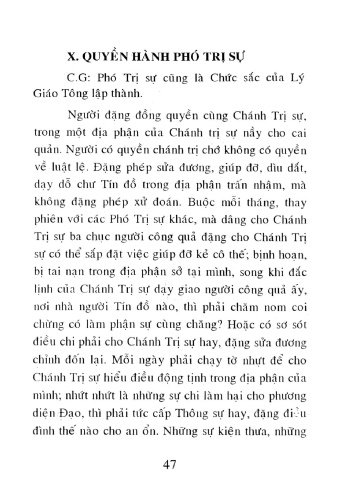 X. QUYỀN HÀNH PHÓ TRỊ SỰ
C.G: Phó Trị sự cũng là Chức sắc của Lý
Giáo Tông lập thành.
Người đặng đồng quyền cùng Chánh Trị sự,
trong một địa phận của Chánh trị sự nầy cho cai
quản. Người có quyền chánh trị chớ không có quyền
về luật lệ. Đặng phép sửa đương, giúp đỡ, dìu dắt,
dạy dỗ chư Tín đồ trong địa phận trấn nhậm, mà
không đặng phép xử đoán. Buộc mỗi tháng, thay
phiên với các Phó Trị sự khác, mà dâng cho Chánh
Trị sự ba chục người công quả đặng cho Chánh Trị
sự có thể sắp đặt việc giúp đỡ kẻ cô thế; bịnh hoạn,
bị tai nan trong địa phận sở tại mình, song khi đắc
lịnh của Chánh Trị sự dạy giao người công quả ấy,
nơi nhà người Tín đồ nào, thì phải chăm nom coi
chừng có làm phận sự cùng chăng? Hoặc có sơ sót
điều chi phải cho Chánh Trị sự hay, đặng sửa đương
chỉnh đốn lại. Mỗi ngày phải chạy tờ nhựt để cho
Chánh Trị sự hiểu điều động tịnh trong địa phận của
mình; nhứt nhứt là những sự chi làm hại cho phương
diện Đạo, thì phải tức cấp Thông sự hay, đặng điều
đình thế nào cho an ổn. Những sự kiện thưa, những
47